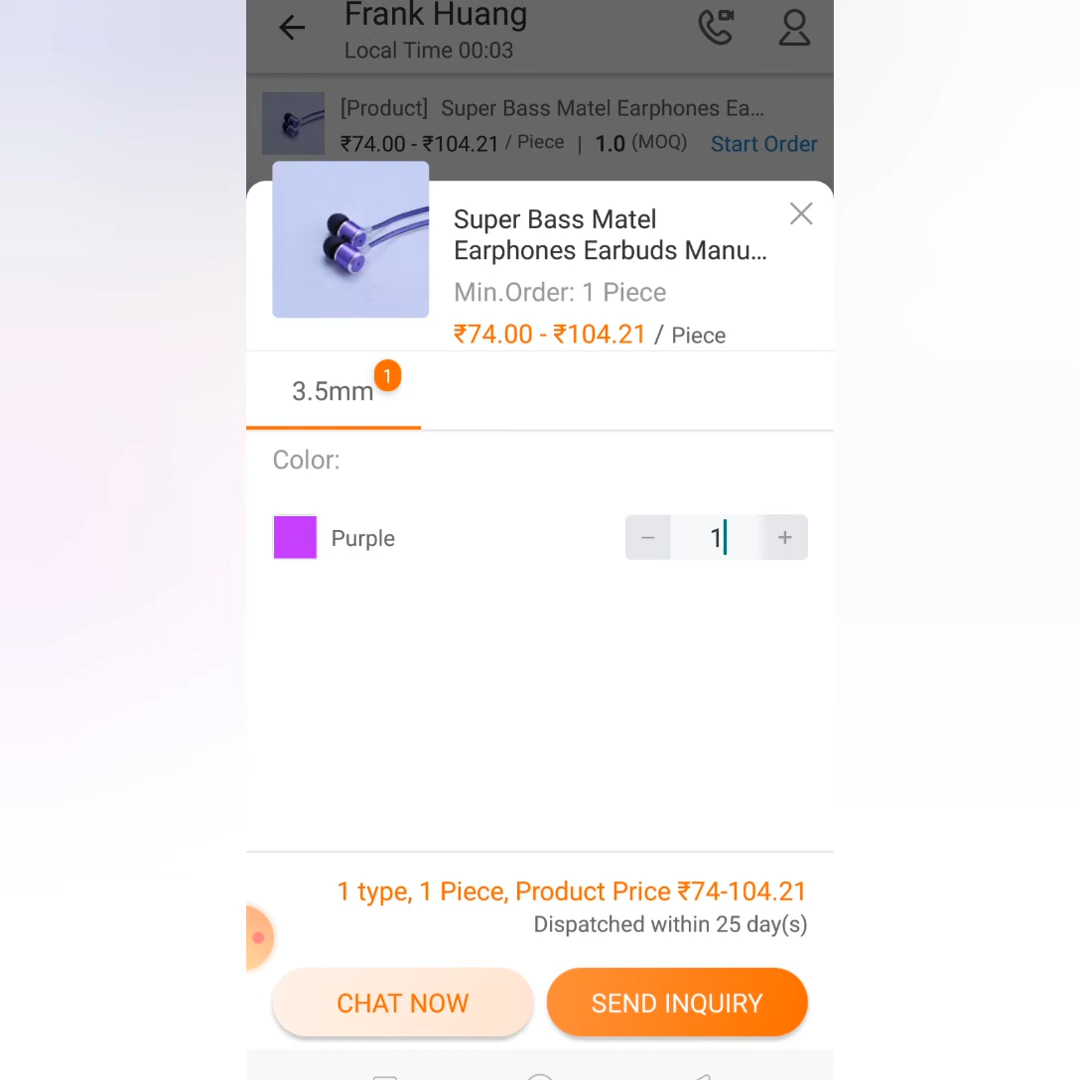 Frank Huang
Local Time 00:03
[Product] Super Bass Matel Earphones Ea...
₹74.00 - ₹104.21 / Piece | 1.0 (MOQ) Start Order
Super Bass Matel
Earphones Earbuds Manu...
Min.Order: 1 Piece
₹74.00 - ₹104.21 / Piece
3.5mm 1
Color:
Purple − 1 +
1 type, 1 Piece, Product Price ₹74-104.21
Dispatched within 25 day(s)
CHAT NOW SEND INQUIRY